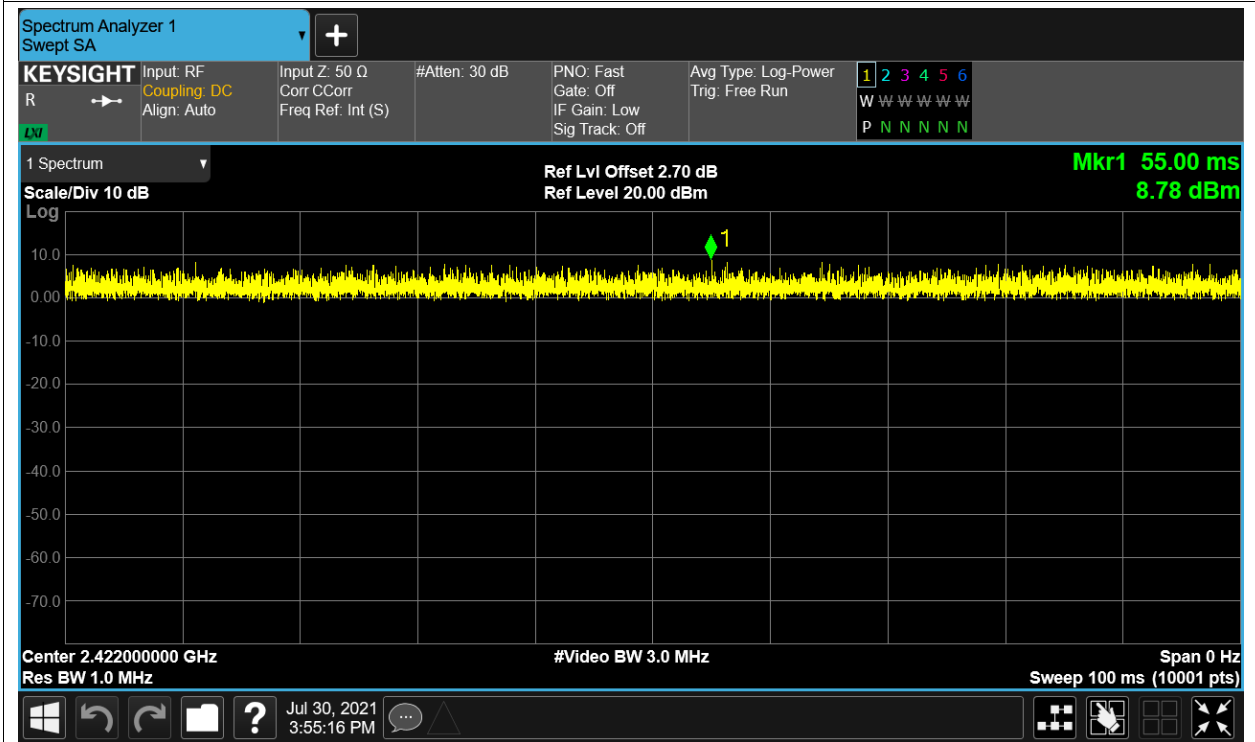 Spectrum Analyzer 1
Swept SA
+
KEYSIGHT
R
LXI
Input: RF
Coupling: DC
Align: Auto
Input Z: 50 Ω
Corr CCorr
Freq Ref: Int (S)
#Atten: 30 dB
PNO: Fast
Gate: Off
IF Gain: Low
Sig Track: Off
Avg Type: Log-Power
Trig: Free Run
1 2 3 4 5 6
W W W W W W
P N N N N N
1 Spectrum
Scale/Div 10 dB
Log
Ref Lvl Offset 2.70 dB
Ref Level 20.00 dBm
Mkr1 55.00 ms
8.78 dBm
1
10.0
0.00
-10.0
-20.0
-30.0
-40.0
-50.0
-60.0
-70.0
Center 2.422000000 GHz
Res BW 1.0 MHz
#Video BW 3.0 MHz
Span 0 Hz
Sweep 100 ms (10001 pts)
?
Jul 30, 2021
3:55:16 PM